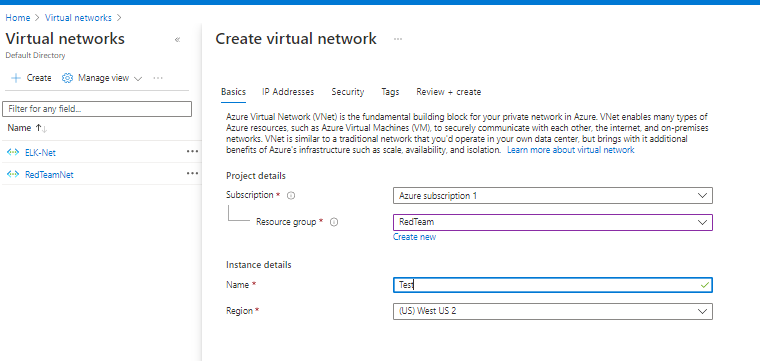 Home > Virtual networks >
Virtual networks
«
Default Directory
+ Create
Manage view
...
Filter for any field...
Name ↑↓
ELK-Net
...
RedTeamNet
...
Create virtual network
...
Basics
IP Addresses
Security
Tags
Review + create
Azure Virtual Network (VNet) is the fundamental building block for your private network in Azure. VNet enables many types of
Azure resources, such as Azure Virtual Machines (VM), to securely communicate with each other, the internet, and on-premises
networks. VNet is similar to a traditional network that you'd operate in your own data center, but brings with it additional
benefits of Azure's infrastructure such as scale, availability, and isolation. Learn more about virtual network
Project details
Subscription *
Azure subscription 1
Resource group *
RedTeam
Create new
Instance details
Name *
Test
Region *
(US) West US 2